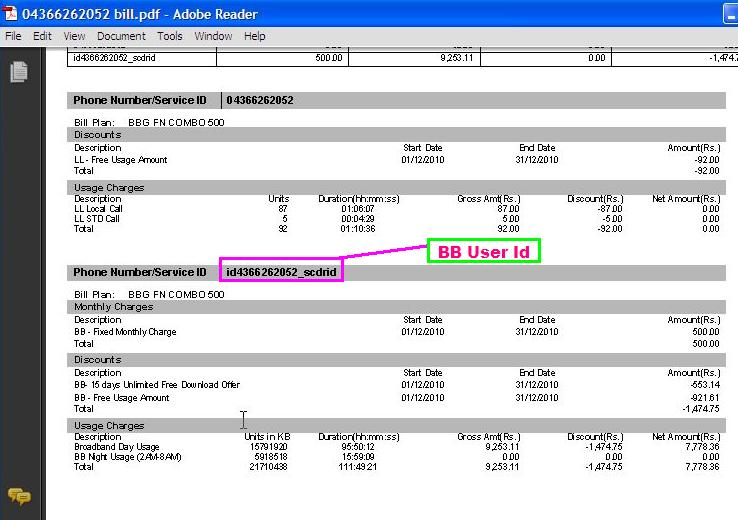 04366262052 bill.pdf - Adobe Reader
File Edit View Document Tools Window Help
id4366262052_scdrid 500.00 9,253.11 0.00 -1,474.7
Phone Number/Service ID 04366262052
Bill Plan: BBG FN COMBO 500
Discounts
Description Start Date End Date Amount(Rs.)
LL - Free Usage Amount 01/12/2010 31/12/2010 -92.00
Total -92.00
Usage Charges
Description Units Duration(hh:mm:ss) Gross Amt(Rs.) Discount(Rs.) Net Amount(Rs.)
LL Local Call 87 01:06:07 87.00 -87.00 0.00
LL STD Call 5 00:04:29 5.00 -5.00 0.00
Total 92 01:10:36 92.00 -92.00 0.00
BB User Id
Phone Number/Service ID id4366262052_scdrid
Bill Plan: BBG FN COMBO 500
Monthly Charges
Description Start Date End Date Amount(Rs.)
BB - Fixed Monthly Charge 01/12/2010 31/12/2010 500.00
Total 500.00
Discounts
Description Start Date End Date Amount(Rs.)
BB- 15 days Unlimited Free Download Offer 01/12/2010 31/12/2010 -553.14
BB - Free Usage Amount 01/12/2010 31/12/2010 -921.61
Total -1,474.75
Usage Charges
Description Units in KB Duration(hh:mm:ss) Gross Amt(Rs.) Discount(Rs.) Net Amount(Rs.)
Broadband Day Usage 15791920 95:50:12 9,253.11 -1,474.75 7,778.36
BB Night Usage (2AM-8AM) 5918518 15:59:09 0.00 0.00 0.00
Total 21710438 111:49:21 9,253.11 -1,474.75 7,778.36